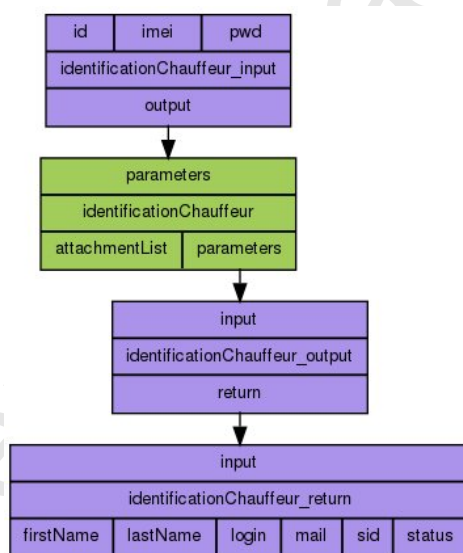 id imei pwd
identificationChauffeur_input
output
parameters
identificationChauffeur
attachmentList parameters
input
identificationChauffeur_output
return
input
identificationChauffeur_return
firstName lastName login mail sid status